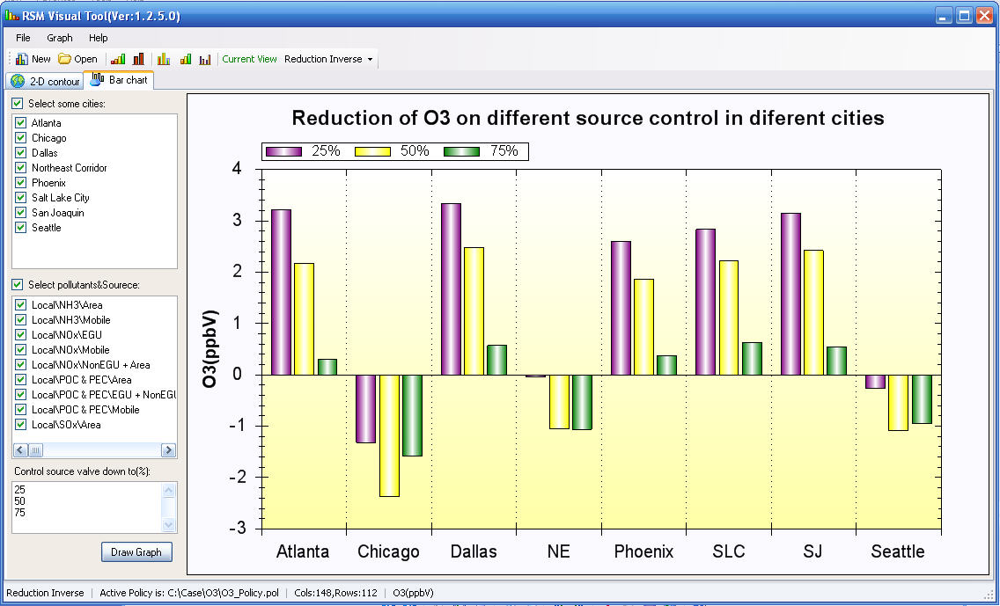 RSM Visual Tool(Ver:1.2.5.0)
File Graph Help
New Open Current View Reduction Inverse
2-D contour Bar chart
Select some cities:
Atlanta
Chicago
Dallas
Northeast Corridor
Phoenix
Salt Lake City
San Joaquin
Seattle
Select pollutants&Sourece:
Local\NH3\Area
Local\NH3\Mobile
Local\NOx\EGU
Local\NOx\Mobile
Local\NOx\NonEGU + Area
Local\POC & PEC\Area
Local\POC & PEC\EGU + NonEGU
Local\POC & PEC\Mobile
Local\SOx\Area
Control source valve down to(%):
25
50
75
Draw Graph
Reduction of O3 on different source control in diferent cities
25% 50% 75%
O3(ppbV)
4
3
2
1
0
-1
-2
-3
Atlanta Chicago Dallas NE Phoenix SLC SJ Seattle
Reduction Inverse Active Policy is: C:\Case\O3\O3_Policy.pol Cols:148,Rows:112 O3(ppbV)